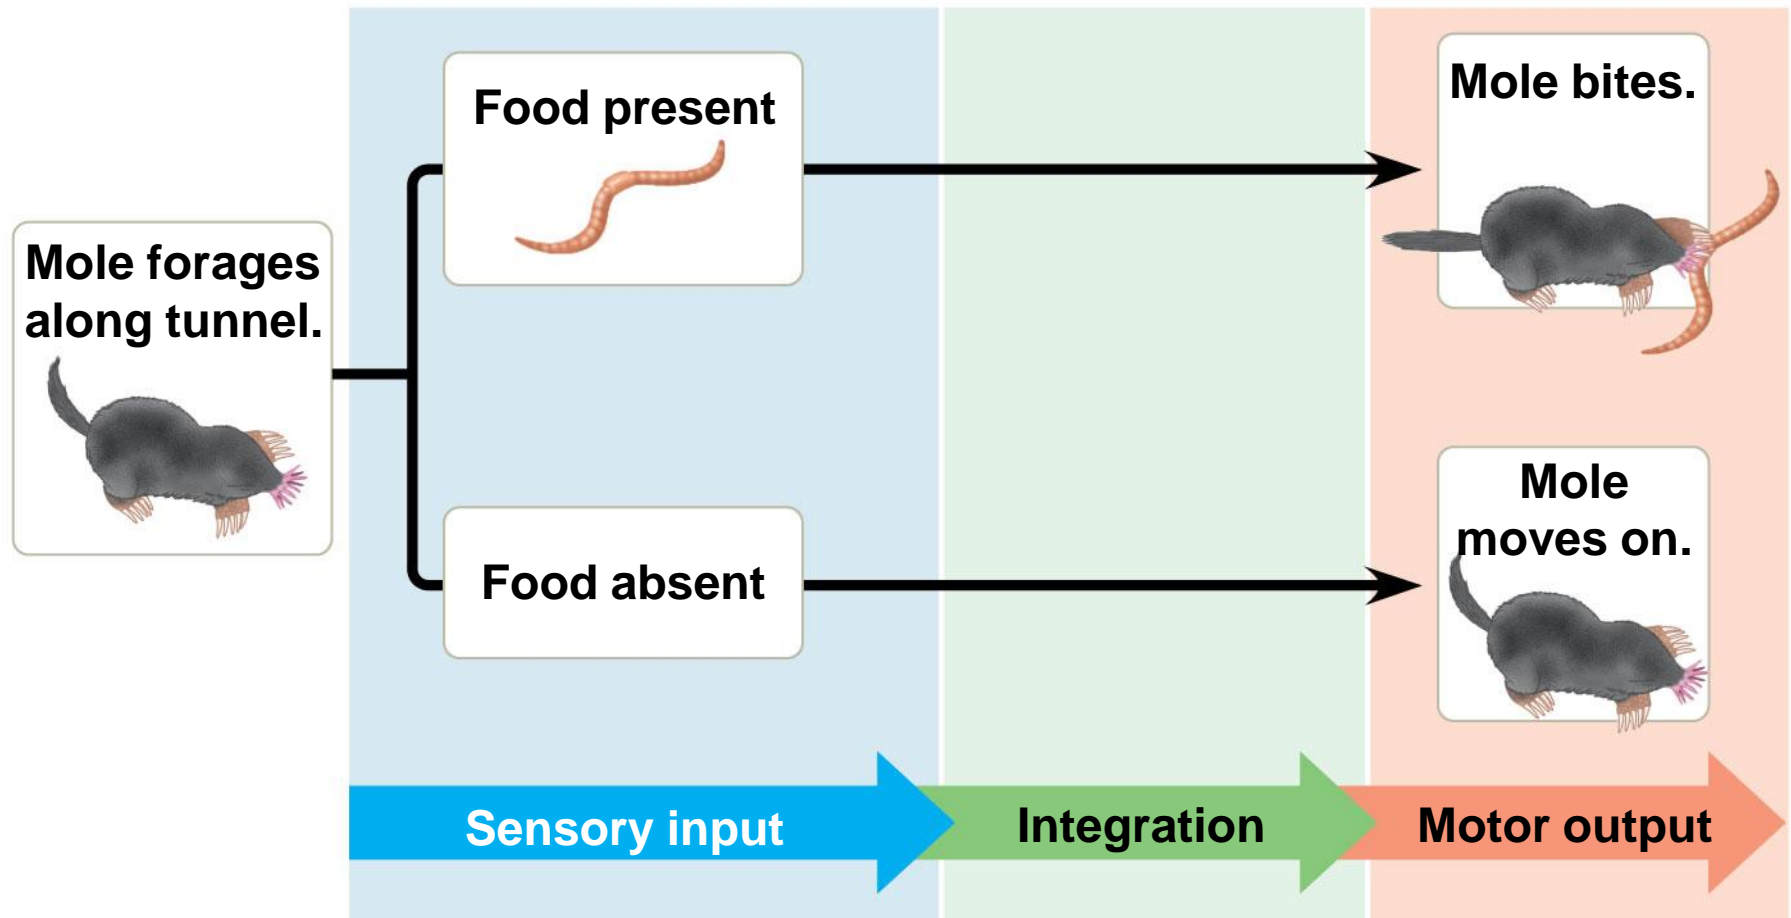 Mole forages
along tunnel.
Food present
Food absent
Mole bites.
Mole
moves on.
Sensory input
Integration
Motor output